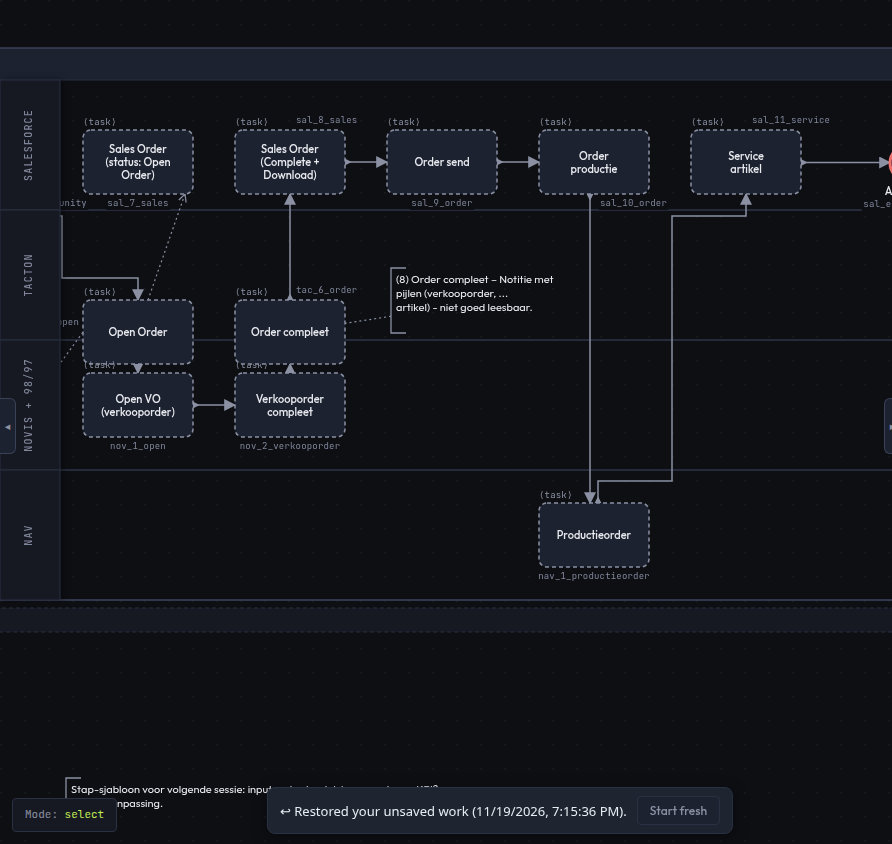 SALESFORCE
(task)
Sales Order
(status: Open
Order)
unity
sal_7_sales
(task)
sal_8_sales
Sales Order
(Complete +
Download)
(task)
Order send
sal_9_order
(task)
Order
productie
sal_10_order
(task)
sal_11_service
Service
artikel
A
sal_e
TACTON
(task)
Open Order
open
(task)
tac_6_order
Order compleet
(8) Order compleet – Notitie met
pijlen (verkooporder, ...
artikel) - niet goed leesbaar.
NOVIS + 98/97
(task)
Open VO
(verkooporder)
nov_1_open
(task)
Verkooporder
compleet
nov_2_verkooporder
NAV
(task)
Productieorder
nav_1_productieorder
Stap-sjabloon voor volgende sessie: input
npassing.
Mode: select
↩ Restored your unsaved work (11/19/2026, 7:15:36 PM).
Start fresh